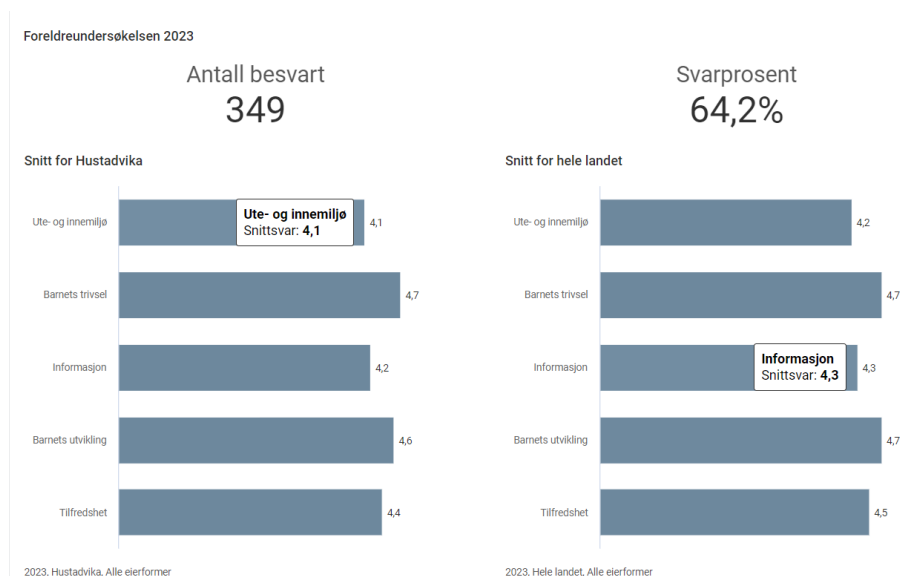 Foreldreundersøkelsen 2023
Antall besvart
349
Svarprosent
64,2%
Snitt for Hustadvika
Ute- og innemiljø
Ute- og innemiljø
Snittsvar: 4,1
4,1
Barnets trivsel
4,7
Informasjon
4,2
Barnets utvikling
4,6
Tilfredshet
4,4
2023, Hustadvika, Alle eierformer
Snitt for hele landet
Ute- og innemiljø
4,2
Barnets trivsel
4,7
Informasjon
Informasjon
Snittsvar: 4,3
4,3
Barnets utvikling
4,7
Tilfredshet
4,5
2023, Hele landet, Alle eierformer